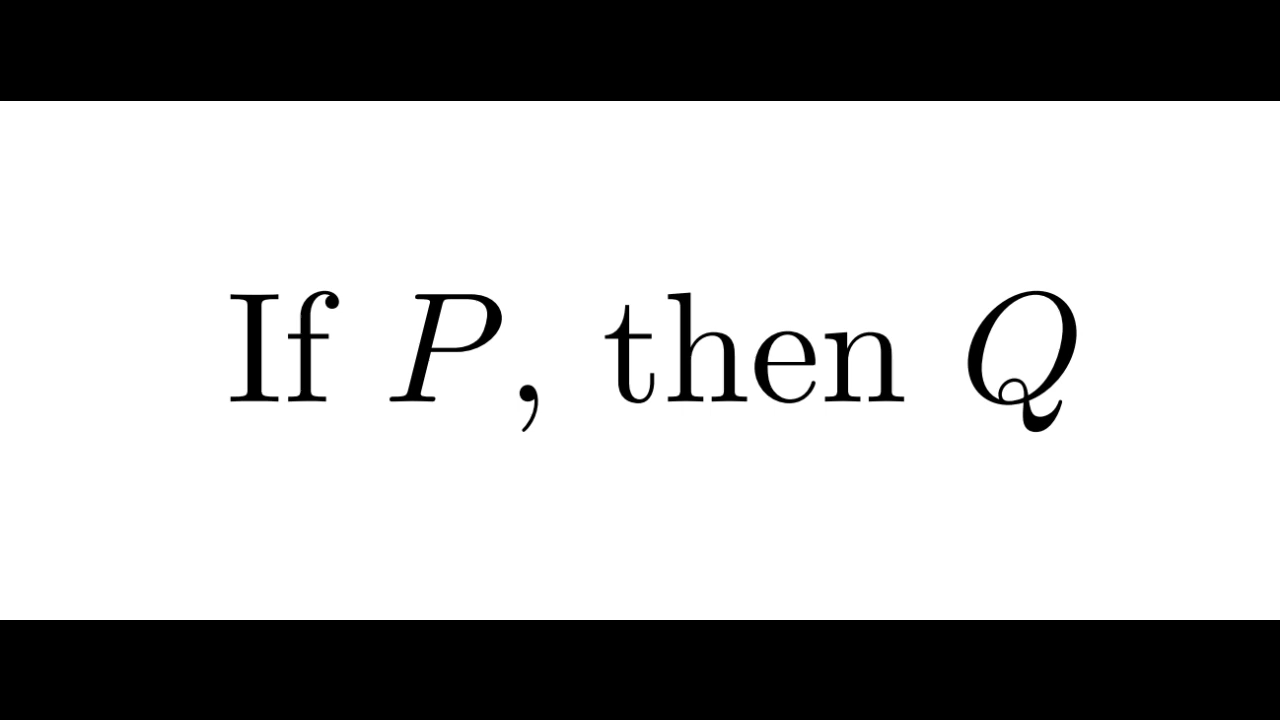 If P, then Q